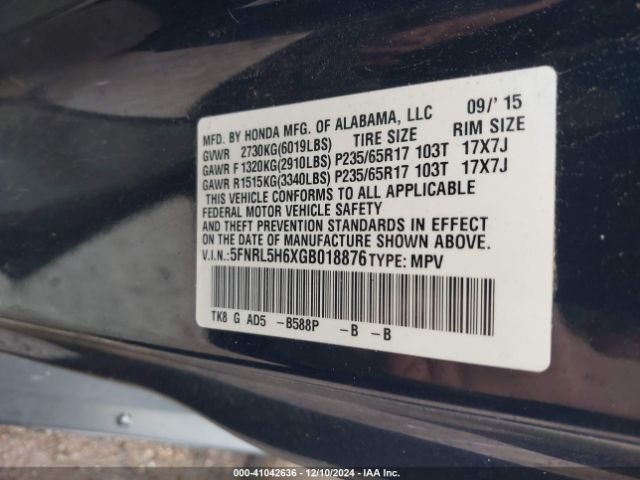 MFD. BY HONDA MFG. OF ALABAMA, LLC 09/' 15
GVWR 2730KG(6019LBS) TIRE SIZE RIM SIZE
GAWR F 1320KG(2910LBS) P235/65R17 103T 17X7J
GAWR R1515KG(3340LBS) P235/65R17 103T 17X7J
THIS VEHICLE CONFORMS TO ALL APPLICABLE
FEDERAL MOTOR VEHICLE SAFETY
AND THEFT PREVENTION STANDARDS IN EFFECT
ON THE DATE OF MANUFACTURE SHOWN ABOVE.
V.I.N.: 5FNRL5H6XGB018876 TYPE: MPV
TK8 G AD5 –B588P –B –B
000-41042636 – 12/10/2024 – IAA Inc.